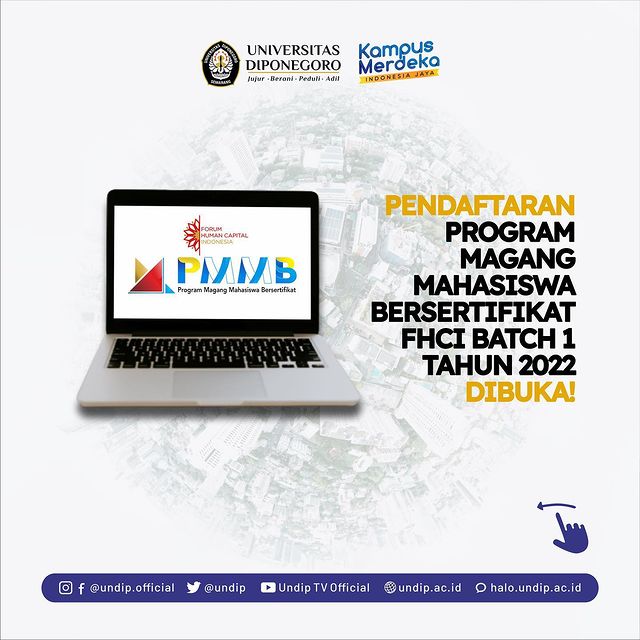 UNIVERSITAS
DIPONEGORO
Jujur · Berani · Peduli · Adil
Kampus
Merdeka
INDONESIA JAYA
FORUM
HUMAN CAPITAL
INDONESIA
PMMB
Program Magang Mahasiswa Bersertifikat
PENDAFTARAN
PROGRAM
MAGANG
MAHASISWA
BERSERTIFIKAT
FHCI BATCH 1
TAHUN 2022
DIBUKA!
@undip.official @undip Undip TV Official undip.ac.id halo.undip.ac.id